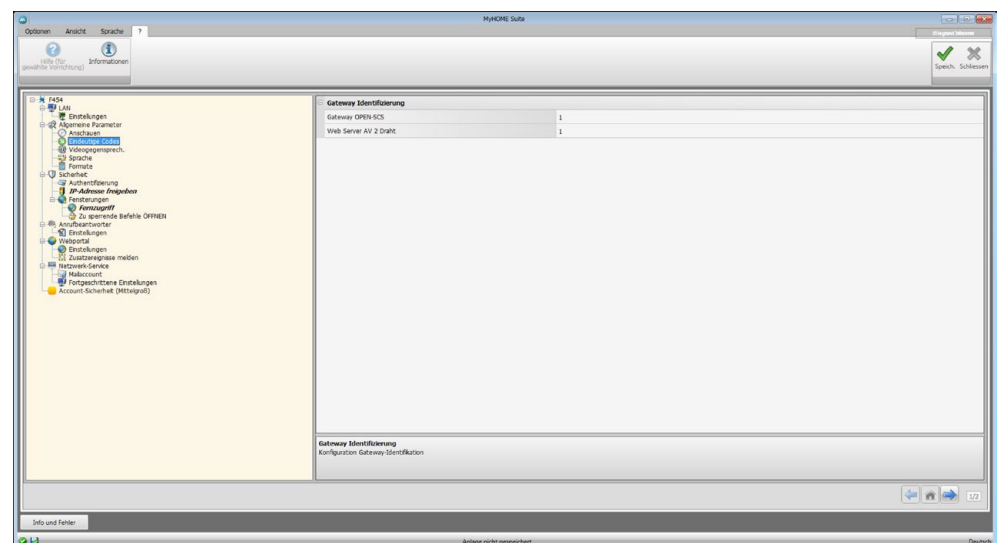 MyHOME Suite
Optionen Ansicht Sprache ?
Hilfe (für gewählte Vorrichtung)
Informationen
Speich. Schliessen
F454
LAN
Einstellungen
Allgemeine Parameter
Anschauen
Eindeutige Codes
Videogegensprech.
Sprache
Formate
Sicherheit
Authentifizierung
IP-Adresse freigeben
Fensterungen
Fernzugriff
Zu sperrende Befehle ÖFFNEN
Anrufbeantworter
Einstellungen
Webportal
Einstellungen
Zusatzereignisse melden
Netzwerk-Service
Mailaccount
Fortgeschrittene Einstellungen
Account-Sicherheit (Mittelgroß)
Gateway Identifizierung
Gateway OPEN-SCS 1
Web Server AV 2 Draht 1
Gateway Identifizierung
Konfiguration Gateway-Identifikation
1/2
Info und Fehler
Anlage nicht gespeichert
Deutsch